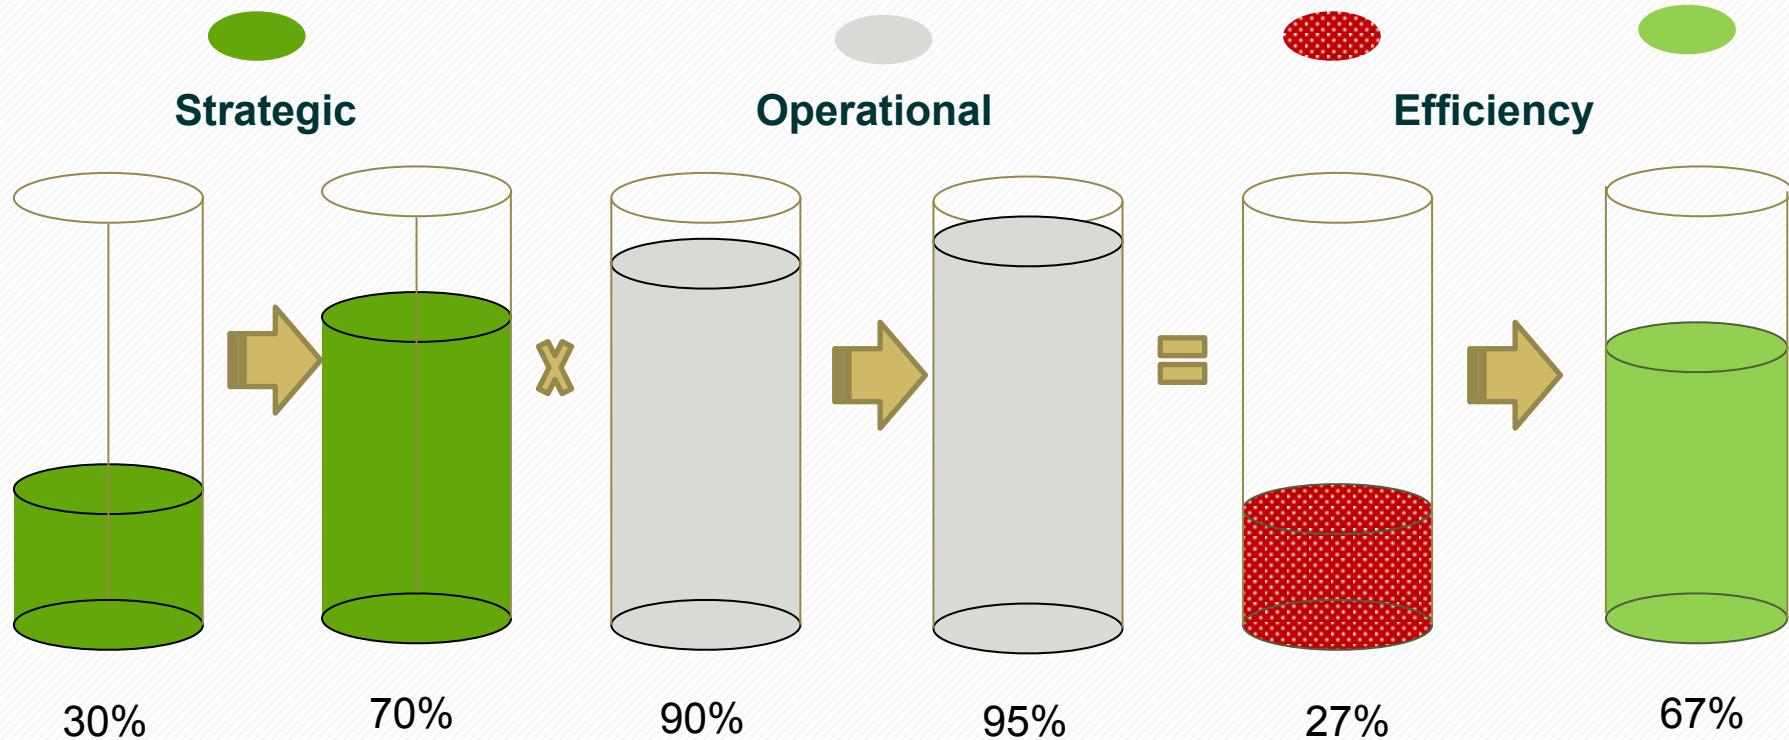 Strategic Operational Efficiency
30% 70% 90% 95% 27% 67%